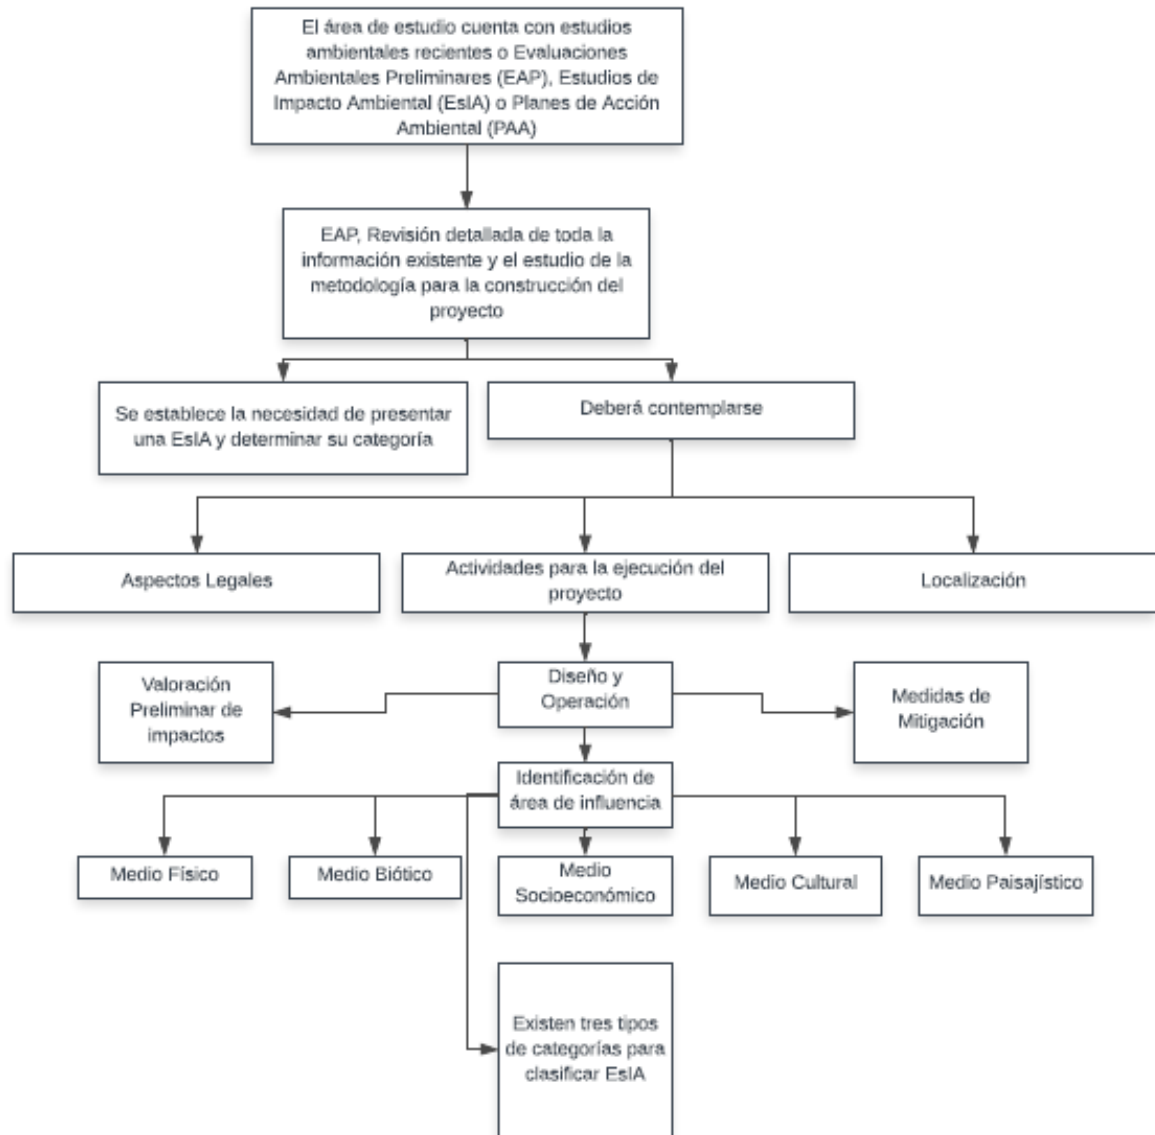 El área de estudio cuenta con estudios
ambientales recientes o Evaluaciones
Ambientales Preliminares (EAP), Estudios de
Impacto Ambiental (EsIA) o Planes de Acción
Ambiental (PAA)
EAP, Revisión detallada de toda la
información existente y el estudio de la
metodología para la construcción del
proyecto
Se establece la necesidad de presentar
una EsIA y determinar su categoría
Deberá contemplarse
Aspectos Legales
Actividades para la ejecución del
proyecto
Localización
Valoración
Preliminar de
impactos
Diseño y
Operación
Medidas de
Mitigación
Identificación de
área de influencia
Medio Físico
Medio Biótico
Medio
Socioeconómico
Medio Cultural
Medio Paisajístico
Existen tres tipos
de categorías para
clasificar EsIA